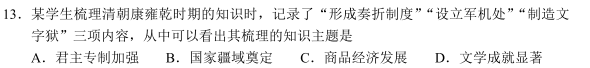 13. 某学生梳理清朝康雍乾时期的知识时，记录了“形成奏折制度”“设立军机处”“制造文
字狱”三项内容，从中可以看出其梳理的知识主题是
A. 君主专制加强 B. 国家疆域奠定 C. 商品经济发展 D. 文学成就显著